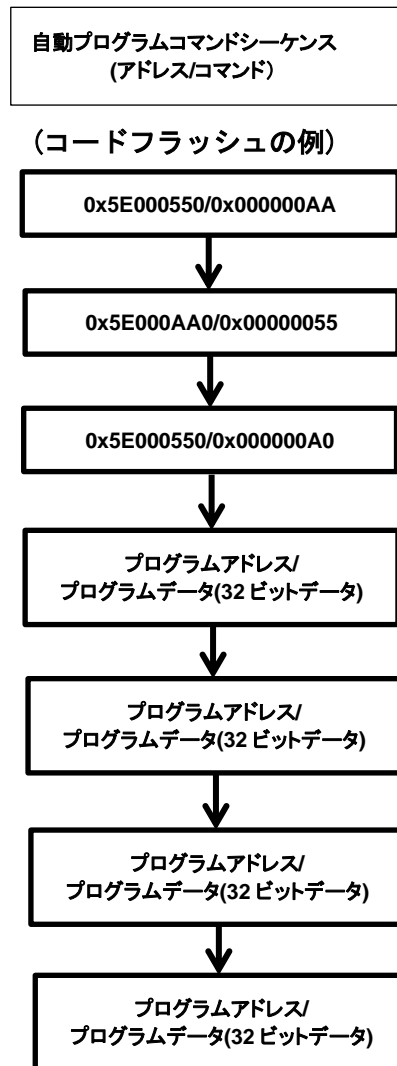 自動プログラムコマンドシーケンス
(アドレス/コマンド)
(コードフラッシュの例)
0x5E000550/0x000000AA
0x5E000AA0/0x00000055
0x5E000550/0x000000A0
プログラムアドレス/
プログラムデータ(32 ビットデータ)
プログラムアドレス/
プログラムデータ(32 ビットデータ)
プログラムアドレス/
プログラムデータ(32 ビットデータ)
プログラムアドレス/
プログラムデータ(32 ビットデータ)